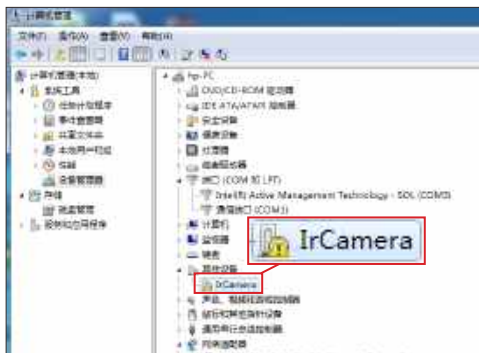 计算机管理
文件(F) 操作(A) 查看(V) 帮助(H)
计算机管理(本地)
系统工具
任务计划程序
事件查看器
共享文件夹
本地用户和组
性能
设备管理器
存储
磁盘管理
服务和应用程序
hp-PC
DVD/CD-ROM 驱动器
IDE ATA/ATAPI 控制器
安全设备
处理器
磁盘驱动器
端口 (COM 和 LPT)
Intel(R) Active Management Technology - SOL (COM3)
通信端口 (COM1)
计算机
监视器
键盘
其他设备
IrCamera
IrCamera
声音、视频和游戏控制器
鼠标和其他指针设备
通用串行总线控制器
网络适配器